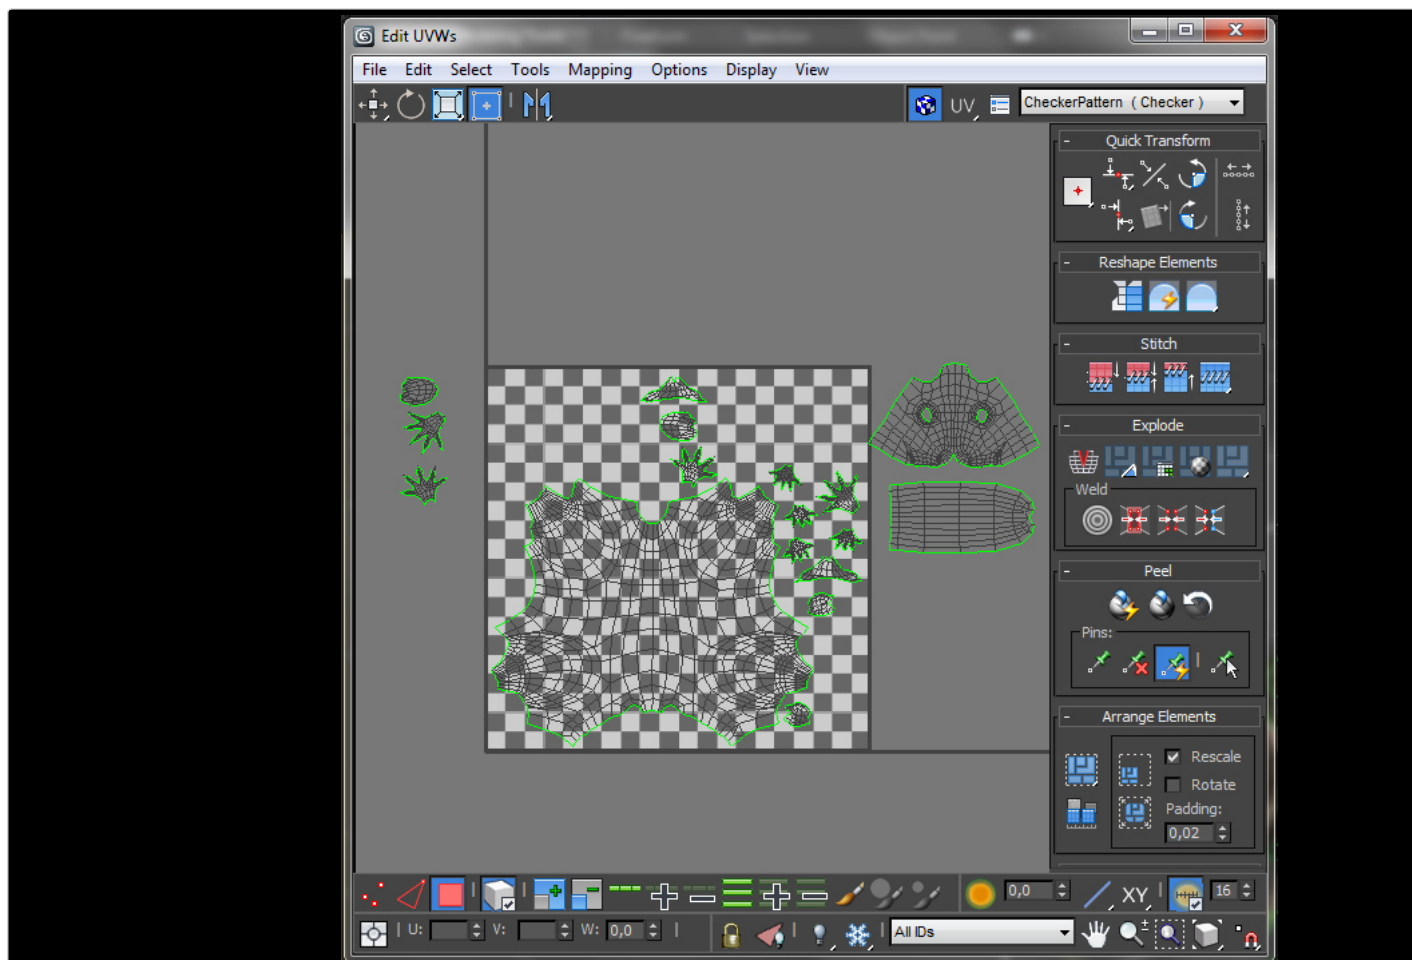 Edit UVWs
File Edit Select Tools Mapping Options Display View
UV CheckerPattern ( Checker )
- Quick Transform
- Reshape Elements
- Stitch
- Explode
Weld
- Peel
Pins:
- Arrange Elements
Rescale
Rotate
Padding:
0,02
0,0 XY 16
U: V: W: 0,0 All IDs